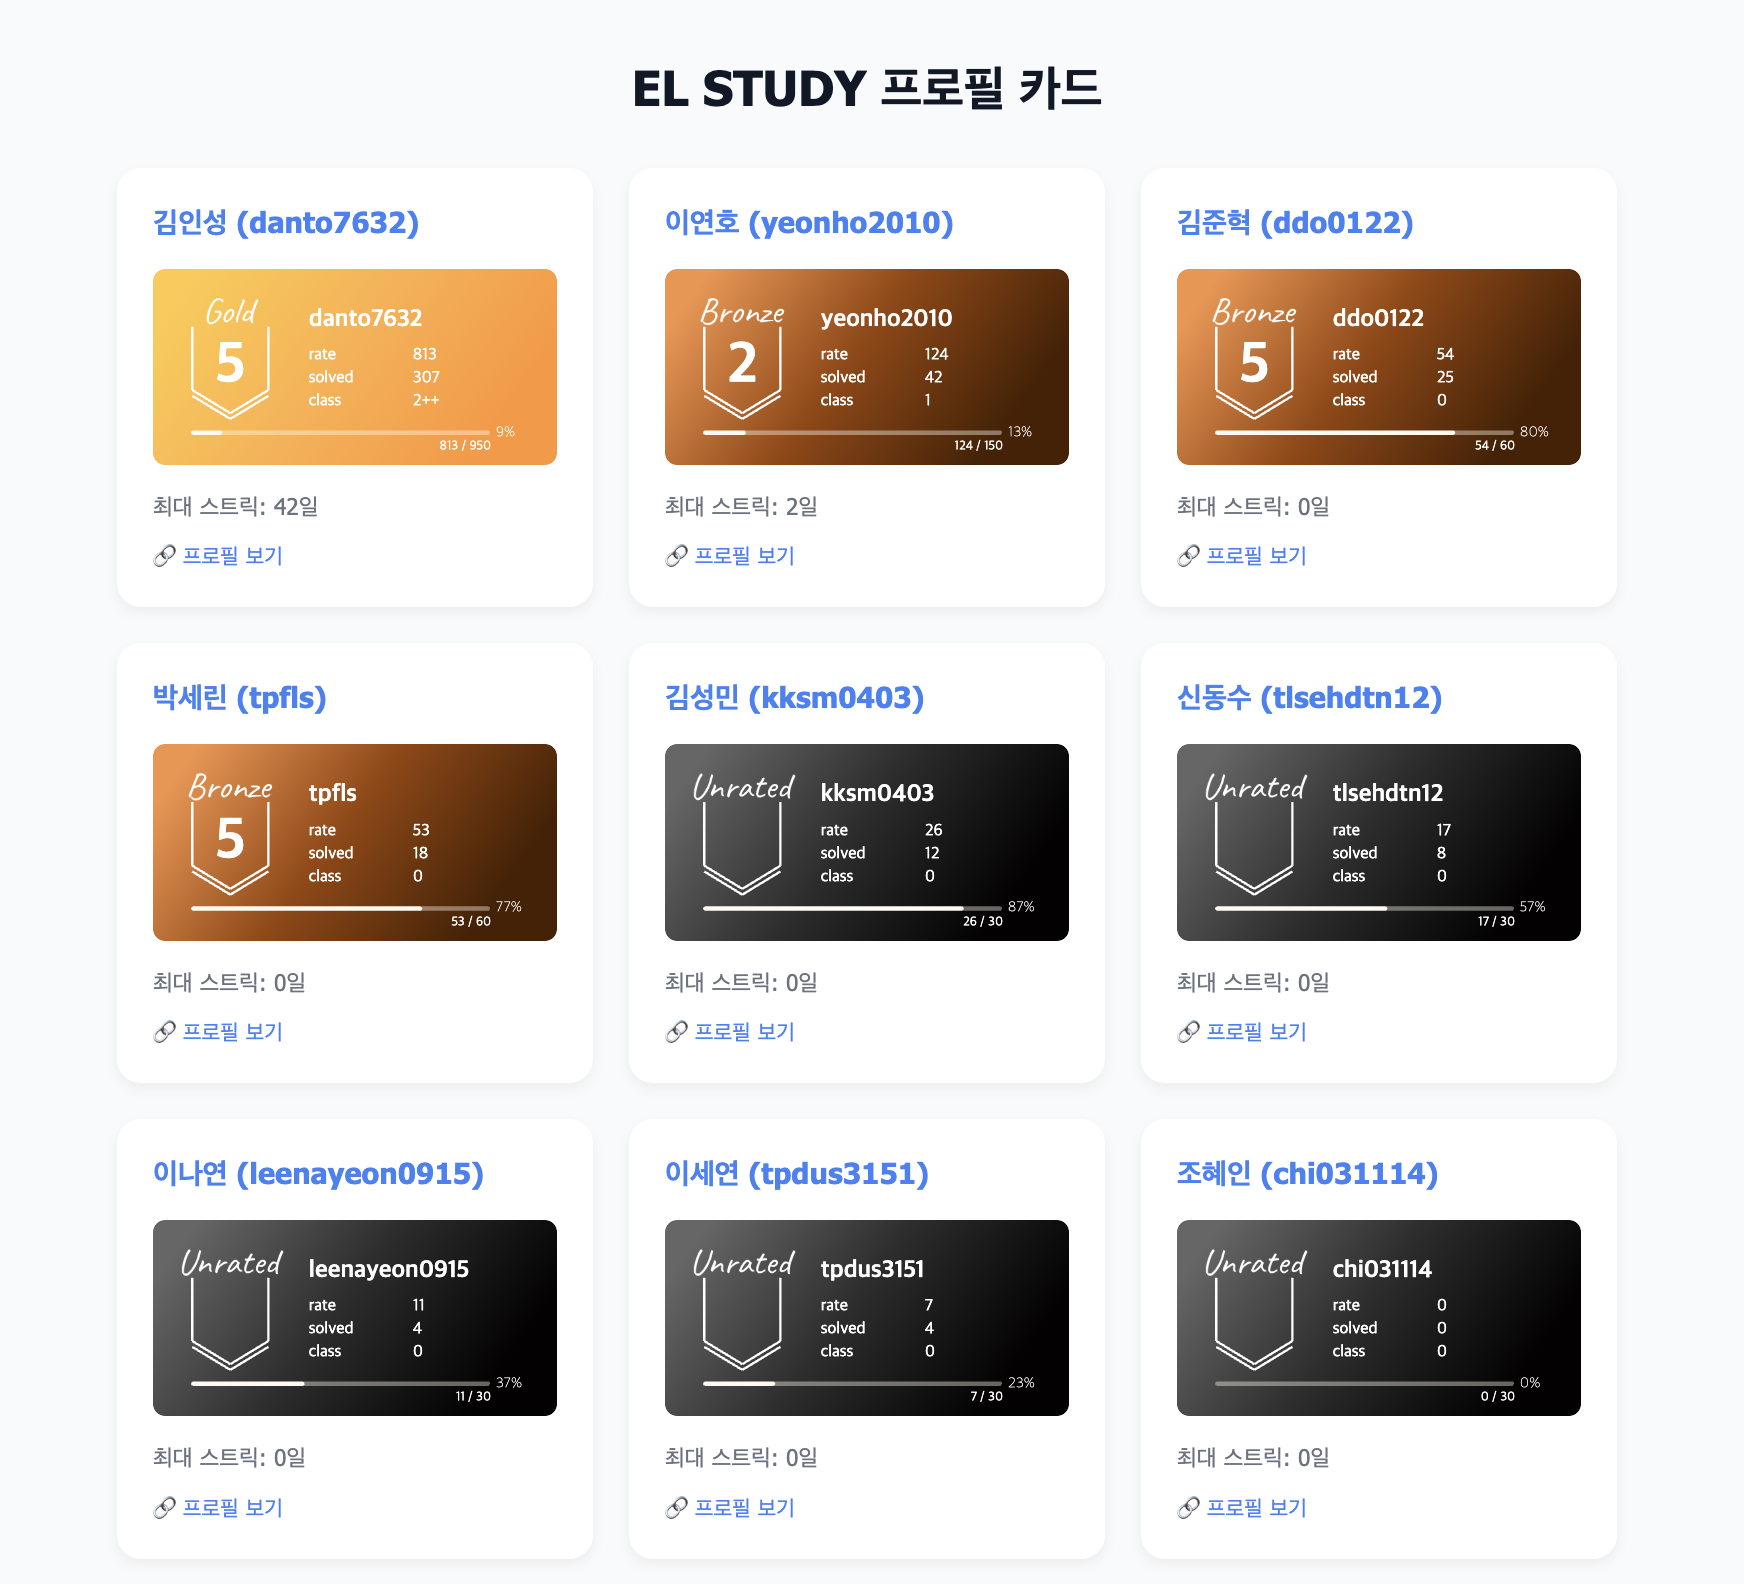 EL STUDY 프로필 카드
김인성 (danto7632)
Gold
5
danto7632
rate 813
solved 307
class 2++
9%
813 / 950
최대 스트릭: 42일
🔗 프로필 보기
이연호 (yeonho2010)
Bronze
2
yeonho2010
rate 124
solved 42
class 1
13%
124 / 150
최대 스트릭: 2일
🔗 프로필 보기
김준혁 (ddo0122)
Bronze
5
ddo0122
rate 54
solved 25
class 0
80%
54 / 60
최대 스트릭: 0일
🔗 프로필 보기
박세린 (tpfls)
Bronze
5
tpfls
rate 53
solved 18
class 0
77%
53 / 60
최대 스트릭: 0일
🔗 프로필 보기
김성민 (kksm0403)
Unrated
kksm0403
rate 26
solved 12
class 0
87%
26 / 30
최대 스트릭: 0일
🔗 프로필 보기
신동수 (tlsehdtn12)
Unrated
tlsehdtn12
rate 17
solved 8
class 0
57%
17 / 30
최대 스트릭: 0일
🔗 프로필 보기
이나연 (leenayeon0915)
Unrated
leenayeon0915
rate 11
solved 4
class 0
37%
11 / 30
최대 스트릭: 0일
🔗 프로필 보기
이세연 (tpdus3151)
Unrated
tpdus3151
rate 7
solved 4
class 0
23%
7 / 30
최대 스트릭: 0일
🔗 프로필 보기
조혜인 (chi031114)
Unrated
chi031114
rate 0
solved 0
class 0
0%
0 / 30
최대 스트릭: 0일
🔗 프로필 보기